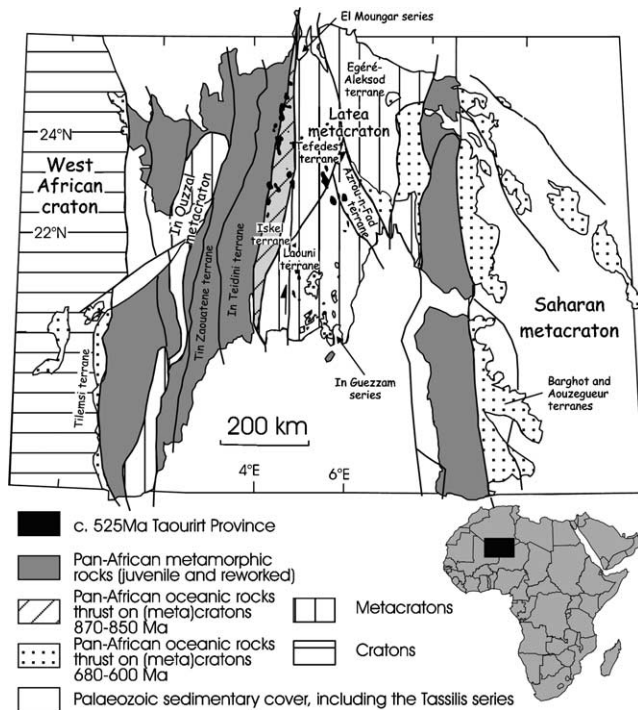 El Moungar series
Egéré-
Aleksod
terrane
24°N
Latea
metacraton
Tefedest
terrane
West
African
craton
In Ouzzal
metacraton
Azrou-n-Fad
terrane
22°N
Iskel
terrane
Laouni
terrane
Tin Zaouatene terrane
In Teidini terrane
Saharan
metacraton
Tilemsi terrane
In Guezzam
series
Barghot and
Aouzegueur
terranes
200 km
4°E
6°E
c. 525Ma Taourirt Province
Pan-African metamorphic
rocks (juvenile and reworked)
Pan-African oceanic rocks
thrust on (meta)cratons
870-850 Ma
Metacratons
Pan-African oceanic rocks
thrust on (meta)cratons
680-600 Ma
Cratons
Palaeozoic sedimentary cover, including the Tassilis series